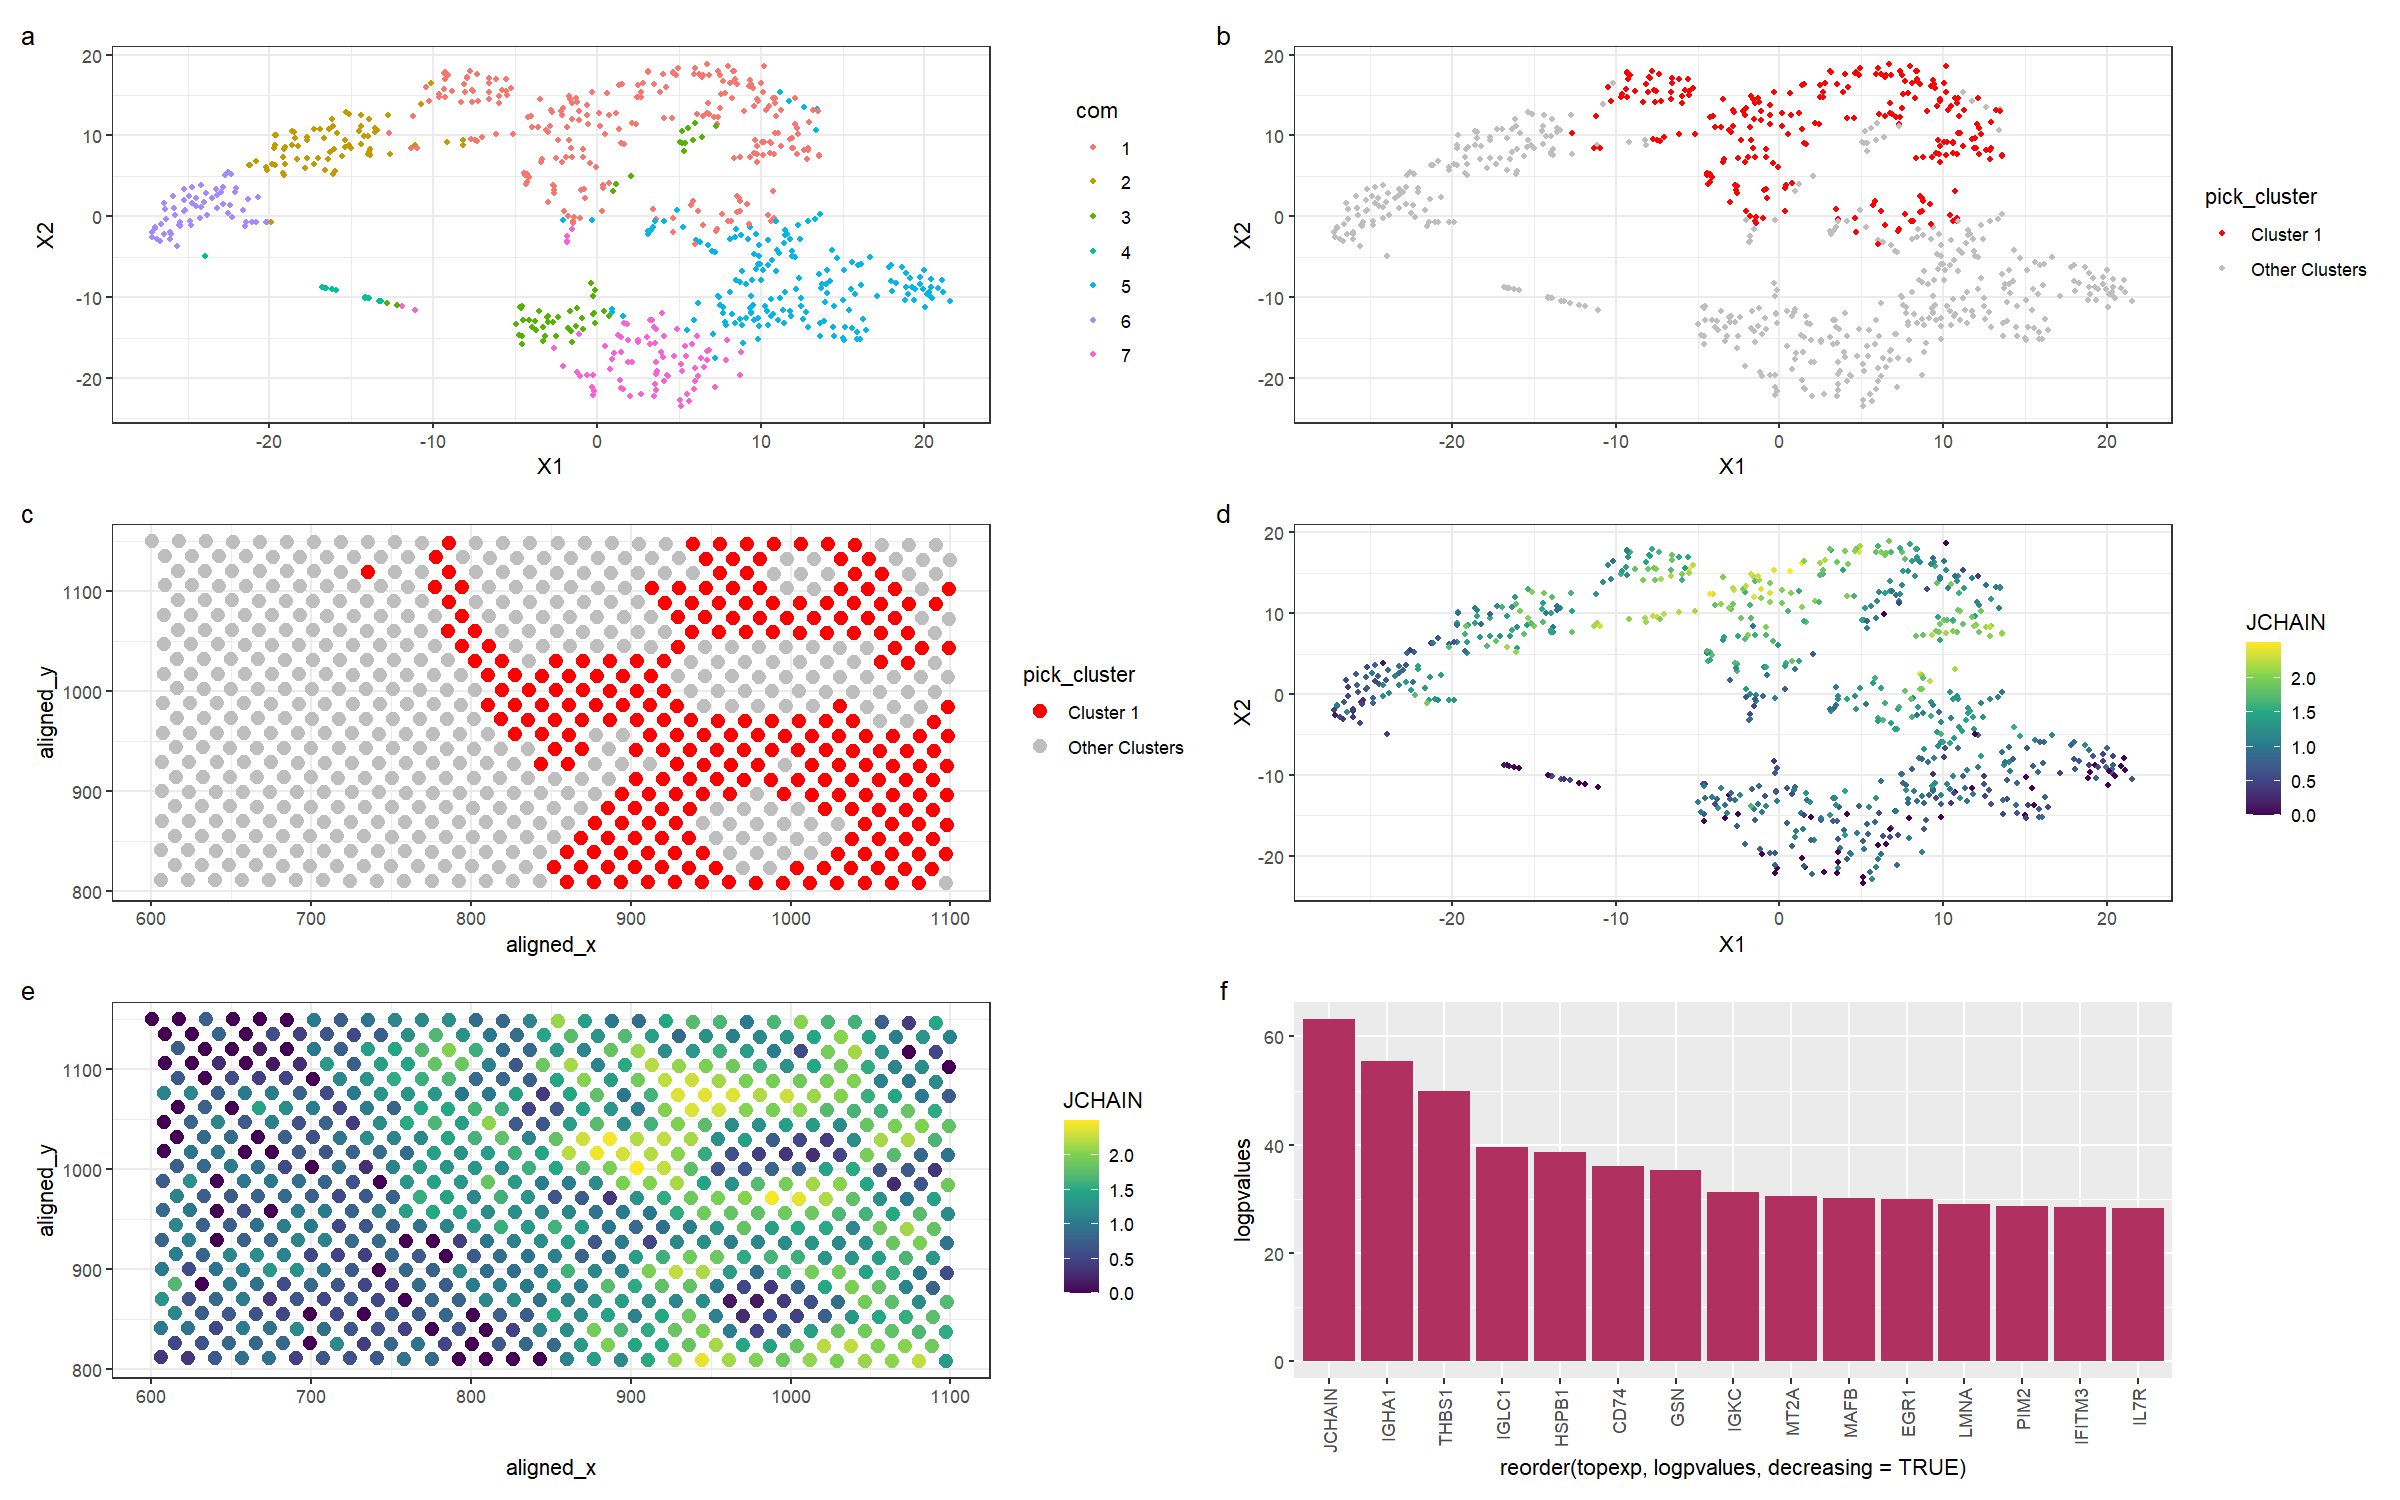 a
20
10
0
-10
-20
X2
-20
-10
0
10
20
X1
com
1
2
3
4
5
6
7
b
20
10
0
-10
-20
X2
-20
-10
0
10
20
X1
pick_cluster
Cluster 1
Other Clusters
c
1100
1000
900
800
aligned_y
600
700
800
900
1000
1100
aligned_x
pick_cluster
Cluster 1
Other Clusters
d
20
10
0
-10
-20
X2
-20
-10
0
10
20
X1
JCHAIN
2.0
1.5
1.0
0.5
0.0
e
1100
1000
900
800
aligned_y
600
700
800
900
1000
1100
aligned_x
JCHAIN
2.0
1.5
1.0
0.5
0.0
f
60
40
20
0
logpvalues
JCHAIN
IGHA1
THBS1
IGLC1
HSPB1
CD74
GSN
IGKC
MT2A
MAFB
EGR1
LMNA
PIM2
IFITM3
IL7R
reorder(topexp, logpvalues, decreasing = TRUE)